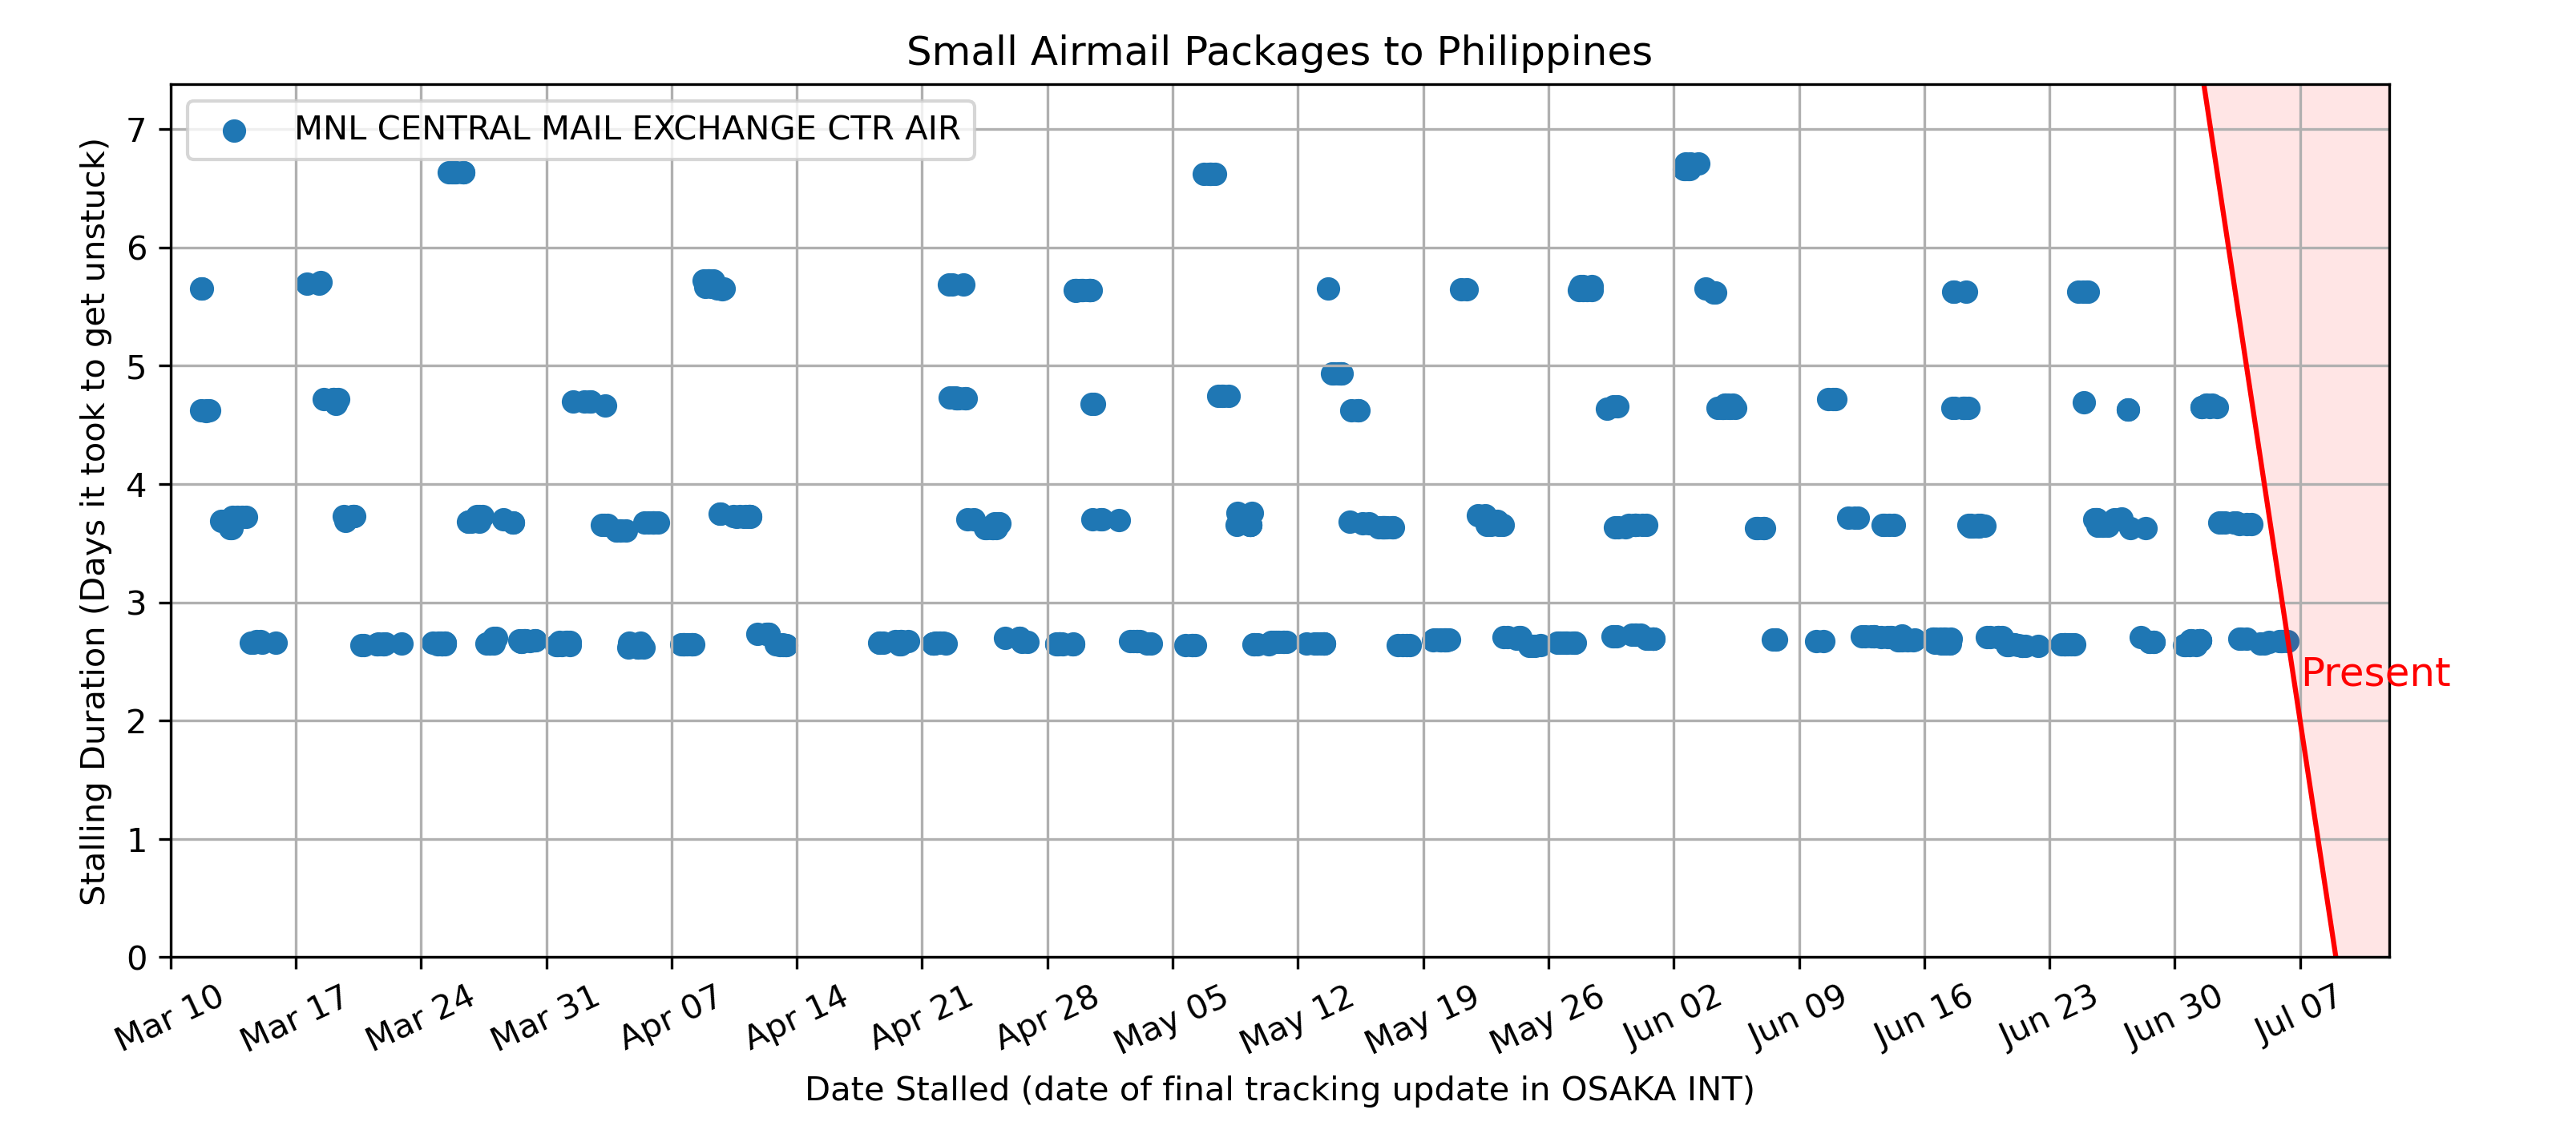 Small Airmail Packages to Philippines
MNL CENTRAL MAIL EXCHANGE CTR AIR
Stalling Duration (Days it took to get unstuck)
7
6
5
4
3
2
1
0
Present
Mar 10
Mar 17
Mar 24
Mar 31
Apr 07
Apr 14
Apr 21
Apr 28
May 05
May 12
May 19
May 26
Jun 02
Jun 09
Jun 16
Jun 23
Jun 30
Jul 07
Date Stalled (date of final tracking update in OSAKA INT)